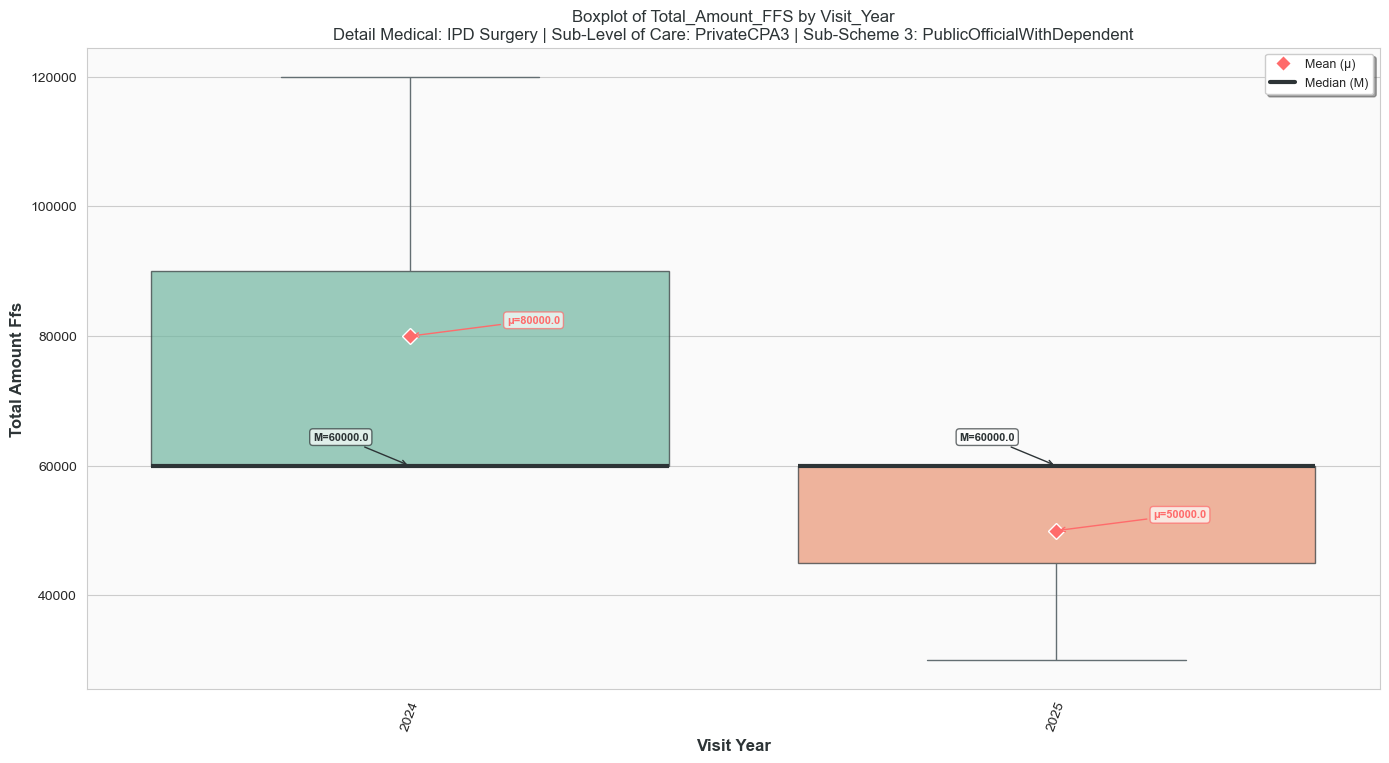 Boxplot of Total_Amount_FFS by Visit_Year
Detail Medical: IPD Surgery | Sub-Level of Care: PrivateCPA3 | Sub-Scheme 3: PublicOfficialWithDependent
Mean (μ)
Median (M)
120000
100000
80000
60000
40000
Total Amount Ffs
μ=80000.0
M=60000.0
M=60000.0
μ=50000.0
2024
2025
Visit Year